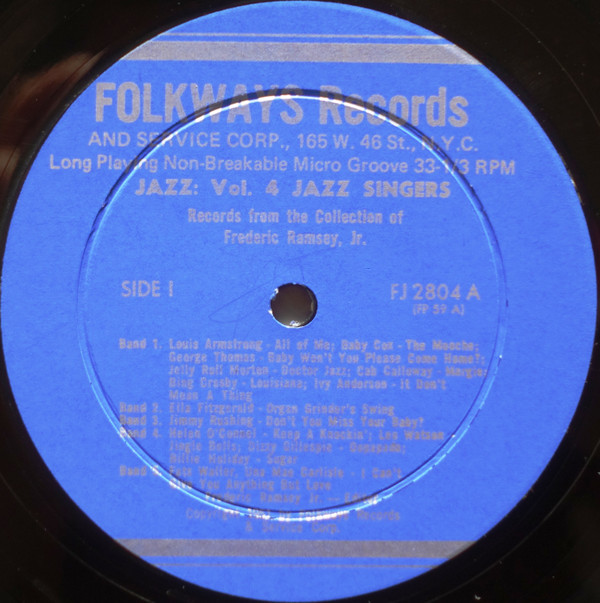 FOLKWAYS Records
AND SERVICE CORP., 165 W. 46 St., N.Y.C.
Long Playing Non-Breakable Micro Groove 33-1/3 RPM
JAZZ: Vol. 4 JAZZ SINGERS
Records from the Collection of
Frederic Ramsey, Jr.
SIDE I
FJ 2804 A
(FP 59 A)
Band 1. Louis Armstrong - All of Me; Baby Cox - The Mooche;
George Thomas - Baby Won't You Please Come Home?;
Jelly Roll Morton - Doctor Jazz; Cab Calloway - Margie;
Bing Crosby - Louisiana; Ivy Anderson - It Don't
Mean A Thing
Band 2. Ella Fitzgerald - Organ Grinder's Swing
Band 3. Jimmy Rushing - Don't You Miss Your Baby?
Band 4. Helen O'Connel - Keep A Knockin'; Leo Watson
Jingle Bells; Dizzy Gillespie -
Billie Holiday - Sugar
Band Fats Waller, Una Mae Carlisle - I Can't
Give You Anything But Love
Frederic Ramsey Jr. --
Copyright by Folkways Records
& Service Corp.